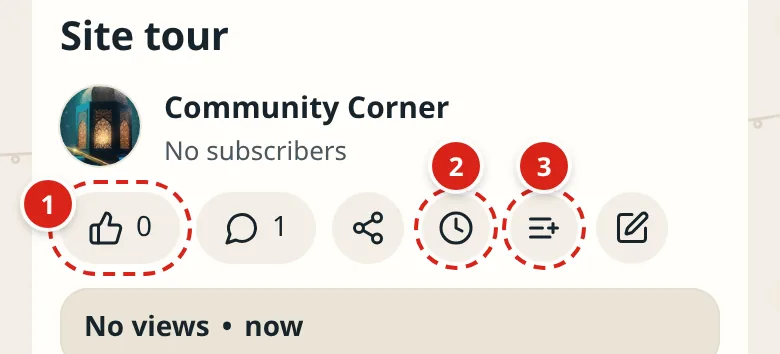 Site tour
Community Corner
No subscribers
2 3
1
0 1
No views • now